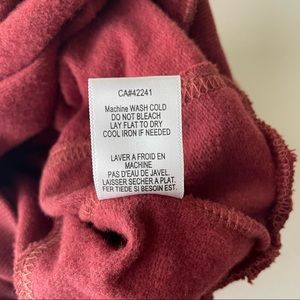 CA#42241
Machine WASH COLD
DO NOT BLEACH
LAY FLAT TO DRY
COOL IRON IF NEEDED
LAVER A FROID EN
MACHINE
PAS D'EAU DE JAVEL.
LAISSER SECHER A PLAT.
FER TIEDE SI BESOIN EST.